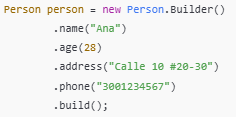 Person person = new Person.Builder()
        .name("Ana")
        .age(28)
        .address("Calle 10 #20-30")
        .phone("3001234567")
        .build();